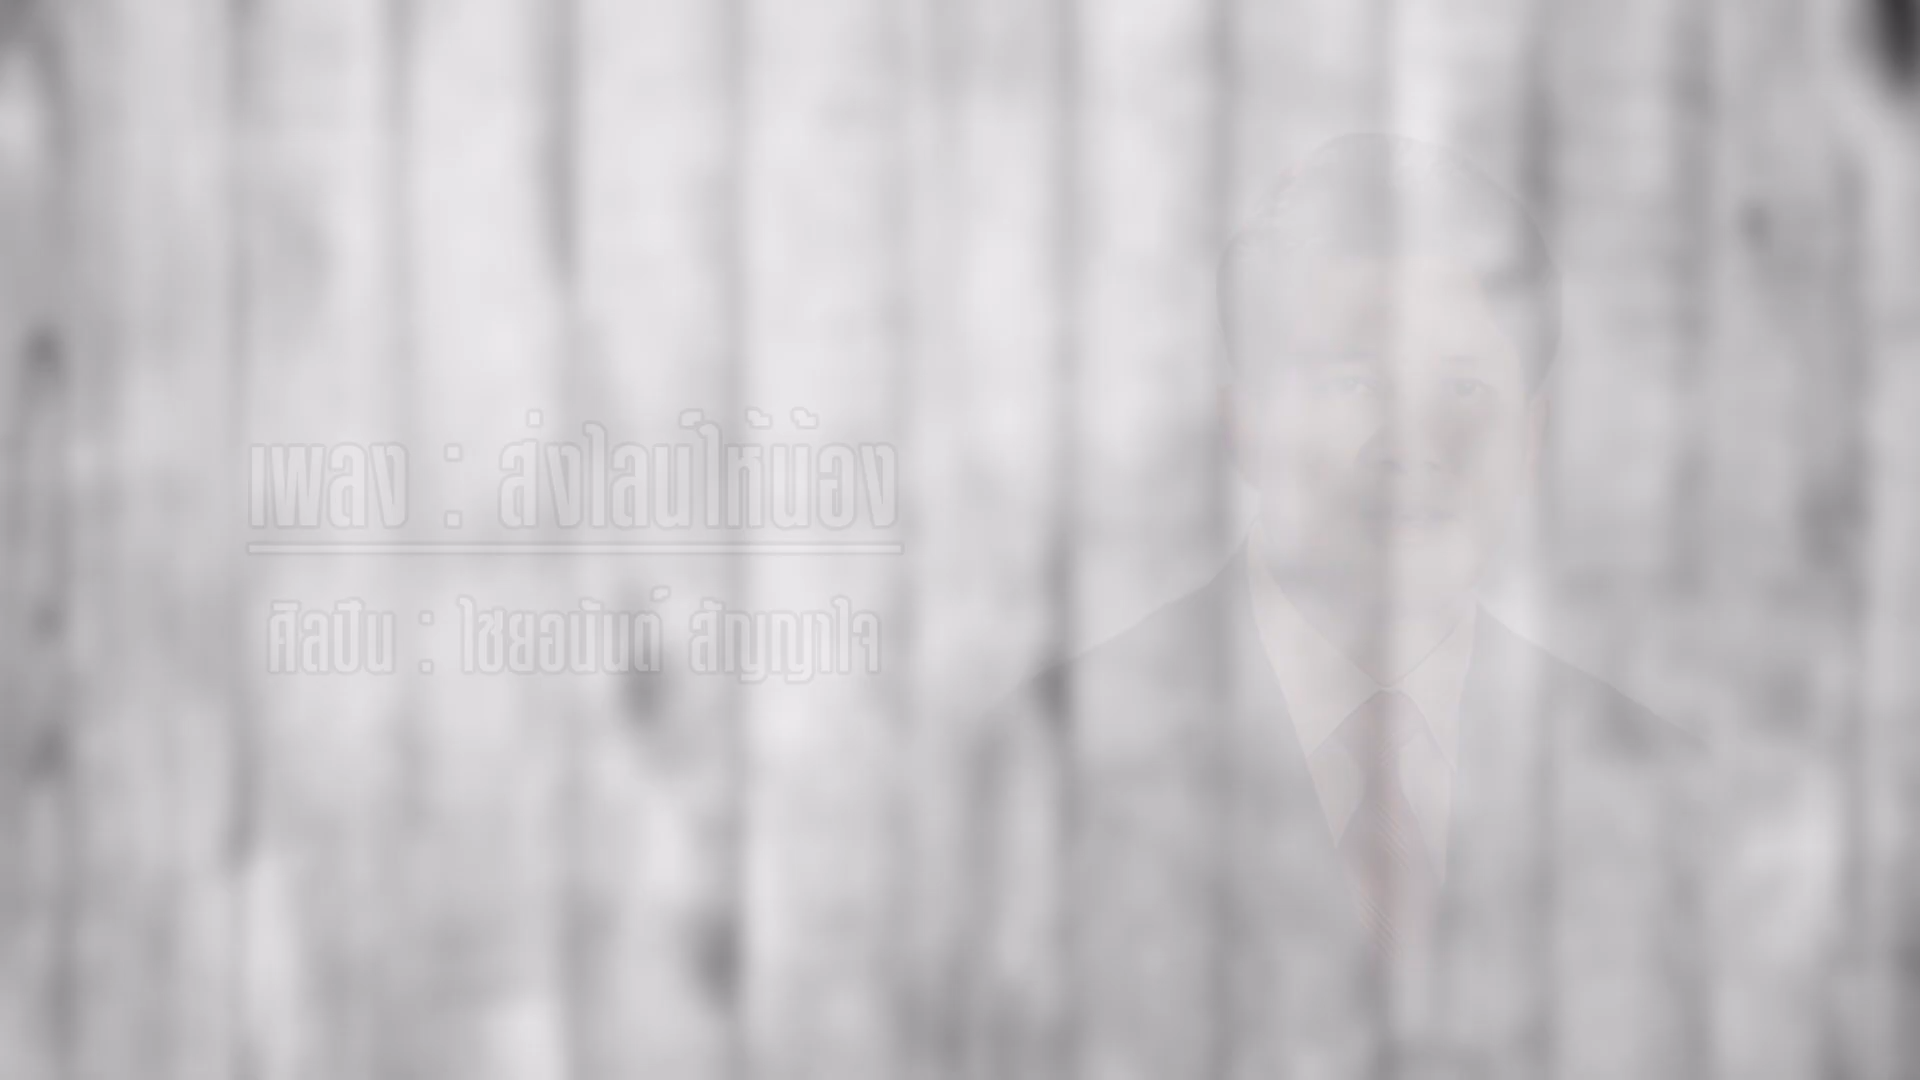 เพลง : ส่งไลน์ให้น้อง
ศิลปิน : ไชยอนันต์ สัญญาใจ